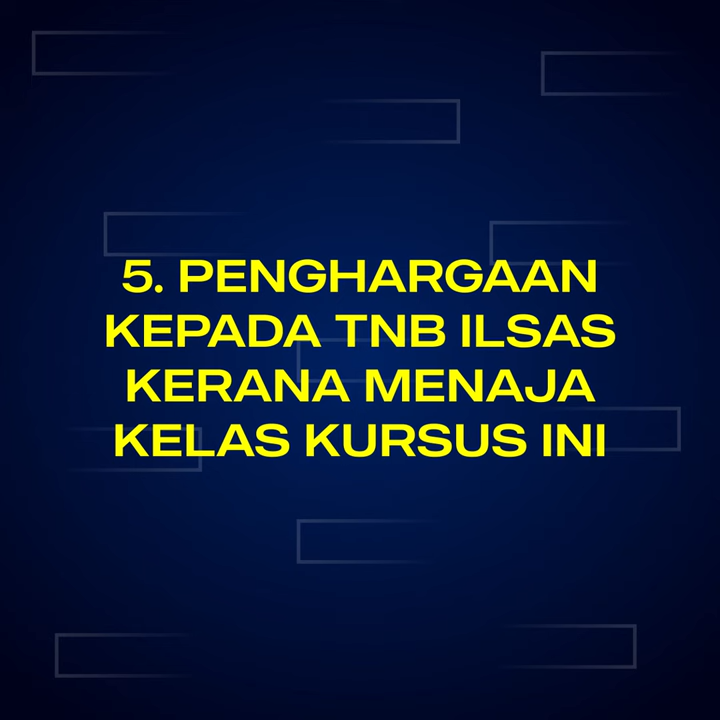 5. PENGHARGAAN
KEPADA TNB ILSAS
KERANA MENAJA
KELAS KURSUS INI